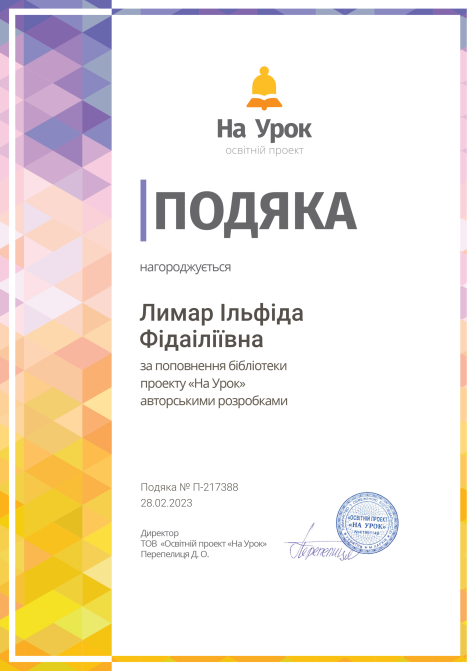 На Урок
освітній проект
ПОДЯКА
нагороджується
Лимар Ільфіда
Фідаіліївна
за поповнення бібліотеки
проекту «На Урок»
авторськими розробками
Подяка № П-217388
28.02.2023
Директор
ТОВ «Освітній проект «На Урок»
Перепелиця Д. О.
Перепелиця
«ОСВІТНІЙ ПРОЕКТ
«НА УРОК»